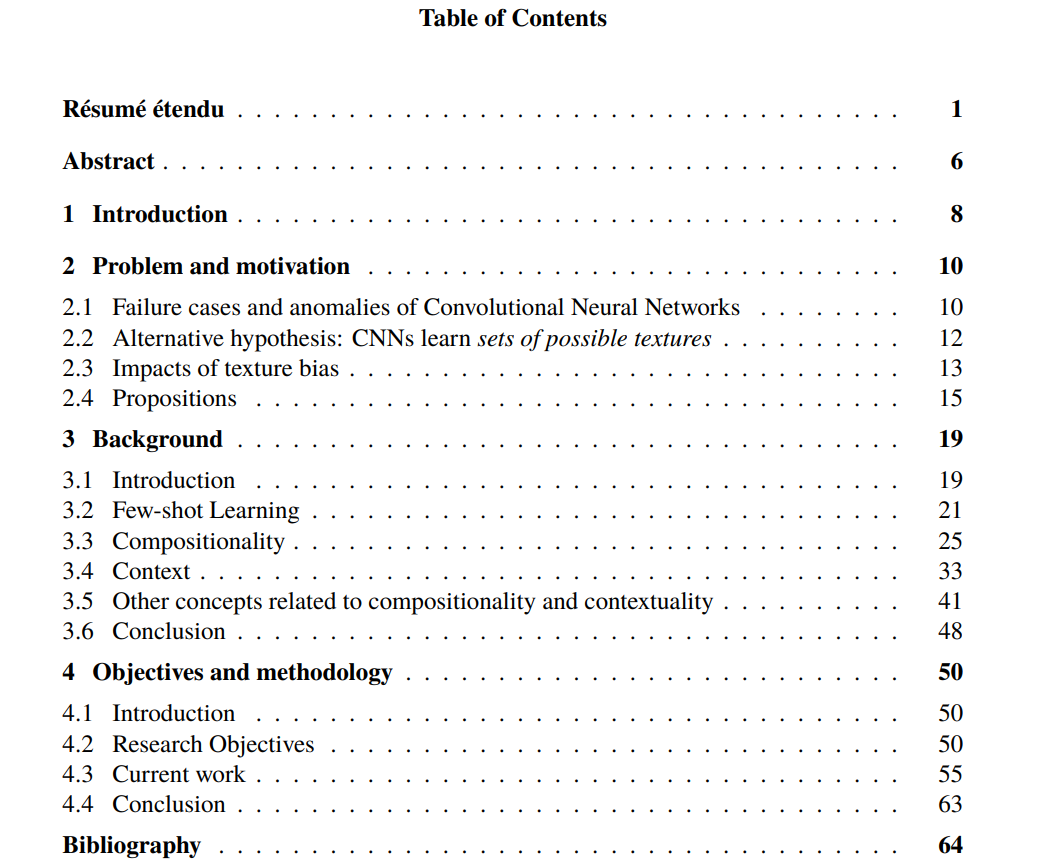 Table of Contents
Résumé étendu . . . . . . . . . . . . . . . . . . . . . . . . . . . . . . . . . . . . 1
Abstract . . . . . . . . . . . . . . . . . . . . . . . . . . . . . . . . . . . . . . . . 6
1 Introduction . . . . . . . . . . . . . . . . . . . . . . . . . . . . . . . . . . . . 8
2 Problem and motivation . . . . . . . . . . . . . . . . . . . . . . . . . . . . . 10
2.1 Failure cases and anomalies of Convolutional Neural Networks . . . . . . . . 10
2.2 Alternative hypothesis: CNNs learn sets of possible textures . . . . . . . . . . 12
2.3 Impacts of texture bias . . . . . . . . . . . . . . . . . . . . . . . . . . . . . . 13
2.4 Propositions . . . . . . . . . . . . . . . . . . . . . . . . . . . . . . . . . . . 15
3 Background . . . . . . . . . . . . . . . . . . . . . . . . . . . . . . . . . . . . 19
3.1 Introduction . . . . . . . . . . . . . . . . . . . . . . . . . . . . . . . . . . . 19
3.2 Few-shot Learning . . . . . . . . . . . . . . . . . . . . . . . . . . . . . . . . 21
3.3 Compositionality . . . . . . . . . . . . . . . . . . . . . . . . . . . . . . . . . 25
3.4 Context . . . . . . . . . . . . . . . . . . . . . . . . . . . . . . . . . . . . . . 33
3.5 Other concepts related to compositionality and contextuality . . . . . . . . . . 41
3.6 Conclusion . . . . . . . . . . . . . . . . . . . . . . . . . . . . . . . . . . . . 48
4 Objectives and methodology . . . . . . . . . . . . . . . . . . . . . . . . . . . 50
4.1 Introduction . . . . . . . . . . . . . . . . . . . . . . . . . . . . . . . . . . . 50
4.2 Research Objectives . . . . . . . . . . . . . . . . . . . . . . . . . . . . . . . 50
4.3 Current work . . . . . . . . . . . . . . . . . . . . . . . . . . . . . . . . . . . 55
4.4 Conclusion . . . . . . . . . . . . . . . . . . . . . . . . . . . . . . . . . . . . 63
Bibliography . . . . . . . . . . . . . . . . . . . . . . . . . . . . . . . . . . . . . 64